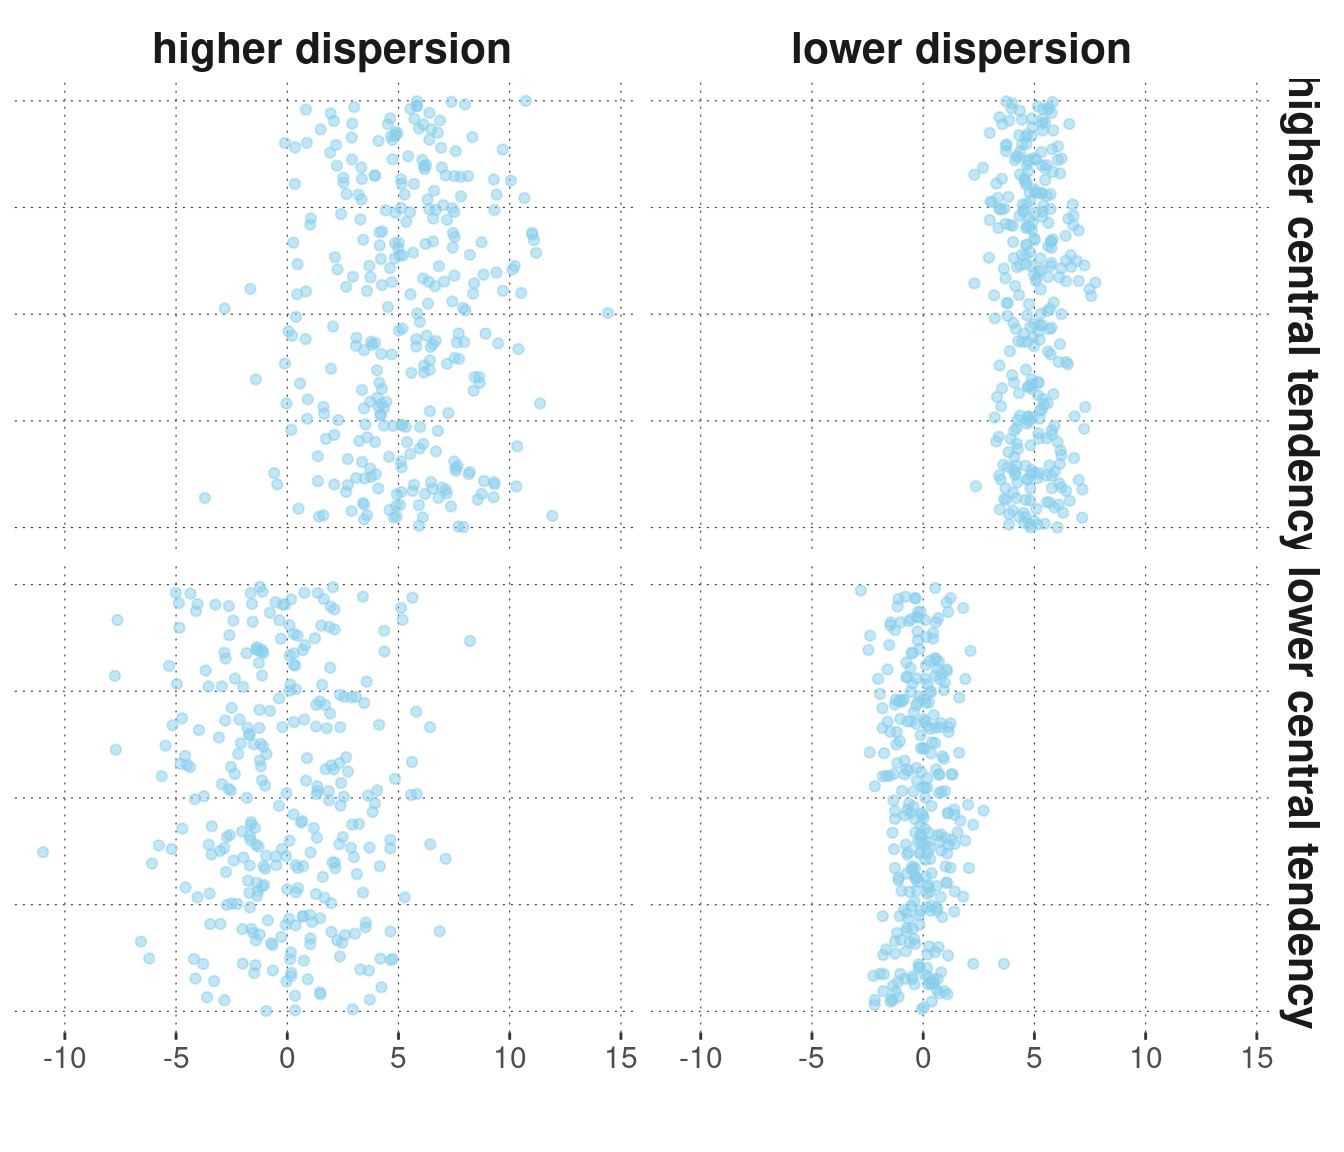 higher dispersion
lower dispersion
higher central tendency
lower central tendency
-10 -5 0 5 10 15
-10 -5 0 5 10 15